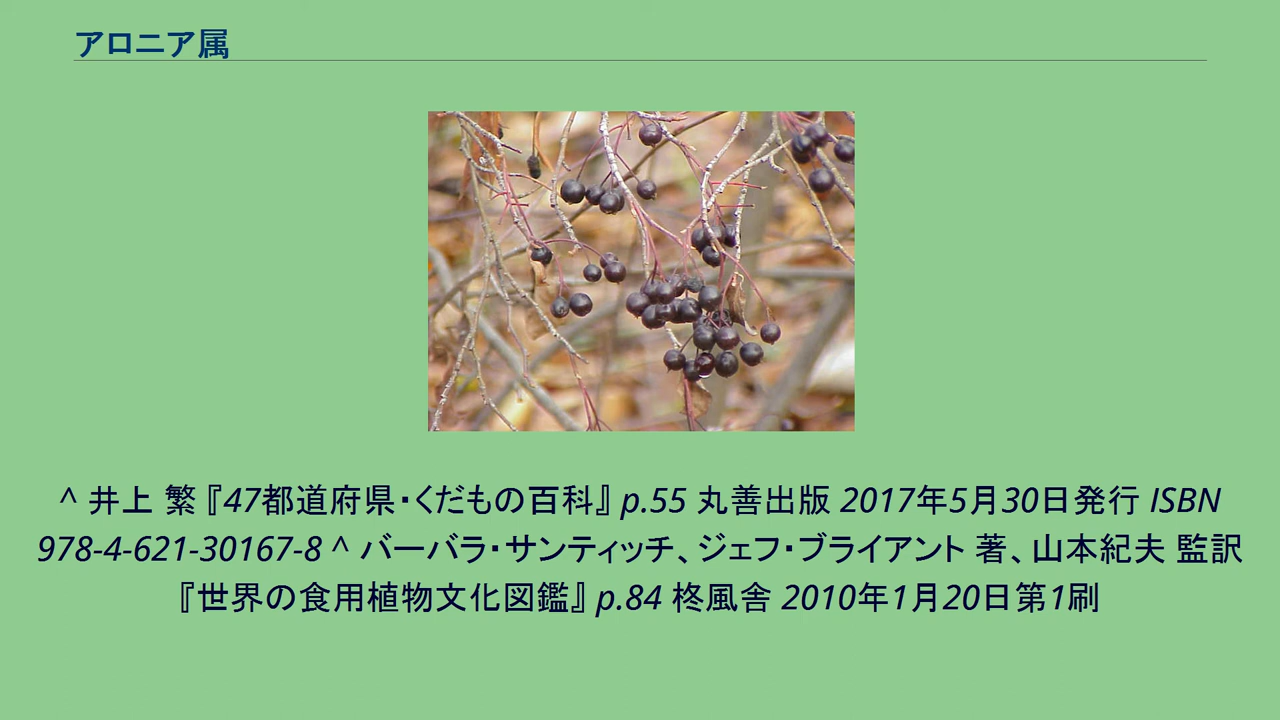 アロニア属
^ 井上 繁『47都道府県・くだもの百科』p.55 丸善出版 2017年5月30日発行 ISBN
978-4-621-30167-8 ^ バーバラ・サンティッチ、ジェフ・ブライアント 著、山本紀夫 監訳
『世界の食用植物文化図鑑』p.84 柊風舎 2010年1月20日第1刷